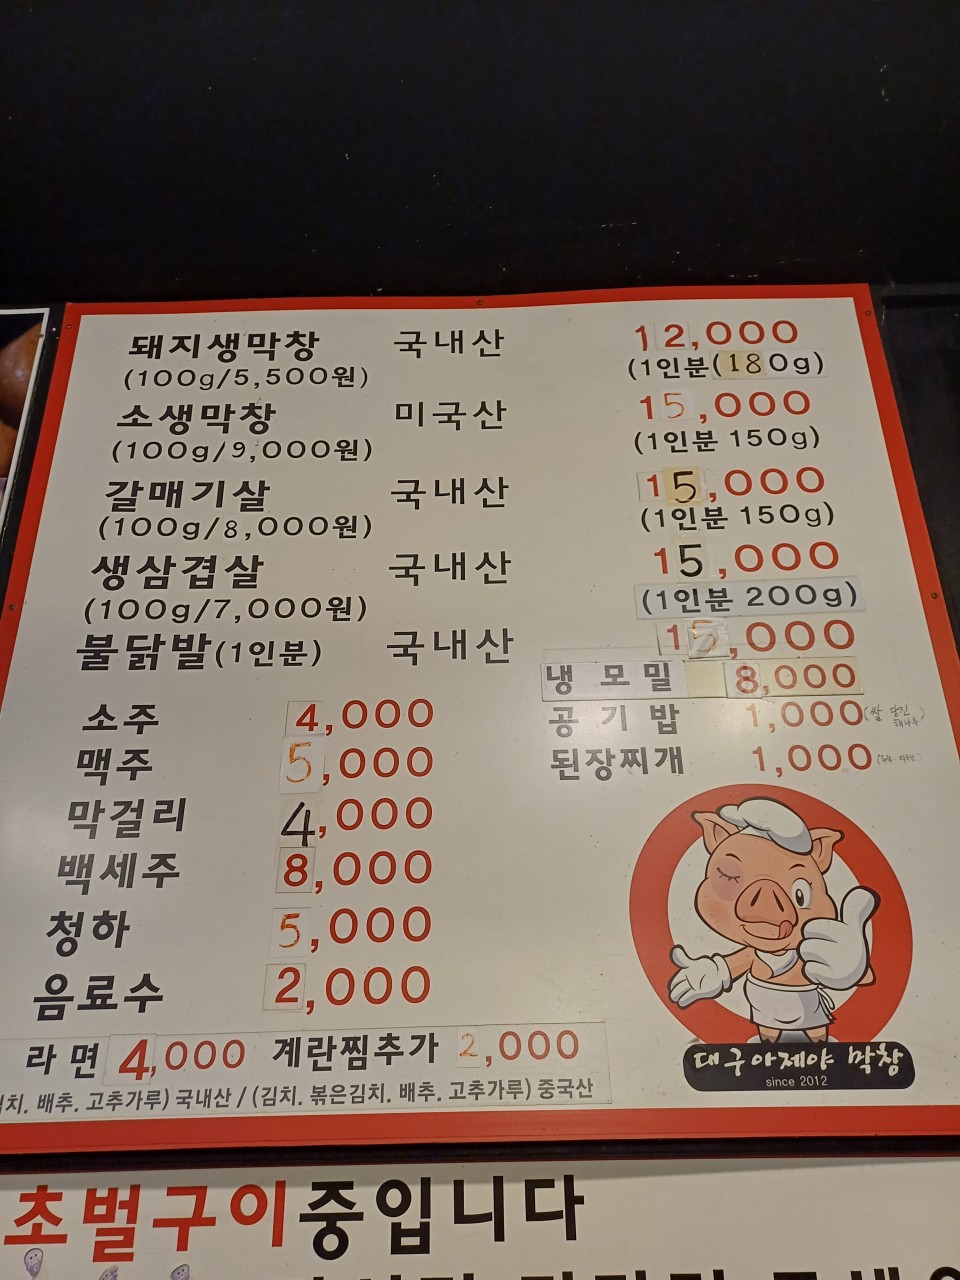 돼지생막창 국내산 12,000
(100g/5,500원) (1인분(180g)
소생막창 미국산 15,000
(100g/9,000원) (1인분 150g)
갈매기살 국내산 15,000
(100g/8,000원) (1인분 150g)
생삼겹살 국내산 15,000
(100g/7,000원) (1인분 200g)
불닭발(1인분) 국내산
냉모밀 8,000
소주 4,000 공기밥 1,000
맥주 5,000 된장찌개 1,000
막걸리 4,000
백세주 8,000
청하 5,000
음료수 2,000
라면 4,000 계란찜추가 2,000
배추. 고추가루) 국내산 / (김치. 볶은김치. 배추. 고추가루) 중국산
대구아제야 막창
since 2012
초벌구이중입니다